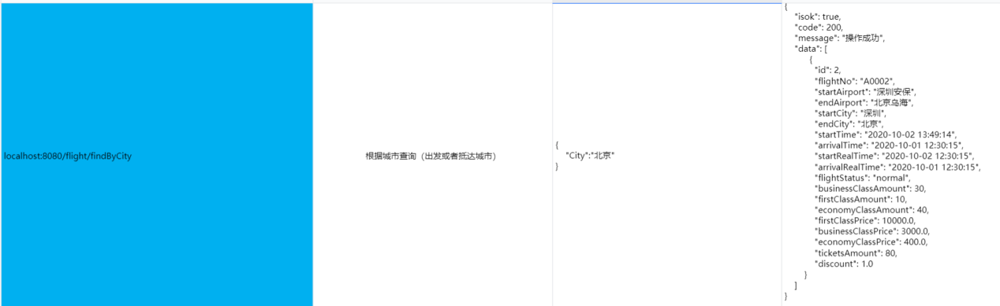 localhost:8080/flight/findByCity
根据城市查询（出发或者抵达城市）
{
"City":"北京"
}
{
"isok": true,
"code": 200,
"message": "操作成功",
"data": [
{
"id": 2,
"flightNo": "A0002",
"startAirport": "深圳安保",
"endAirport": "北京乌海",
"startCity": "深圳",
"endCity": "北京",
"startTime": "2020-10-02 13:49:14",
"arrivalTime": "2020-10-01 12:30:15",
"startRealTime": "2020-10-02 12:30:15",
"arrivalRealTime": "2020-10-01 12:30:15",
"flightStatus": "normal",
"businessClassAmount": 30,
"firstClassAmount": 10,
"economyClassAmount": 40,
"firstClassPrice": 10000.0,
"businessClassPrice": 3000.0,
"economyClassPrice": 400.0,
"ticketsAmount": 80,
"discount": 1.0
}
]
}